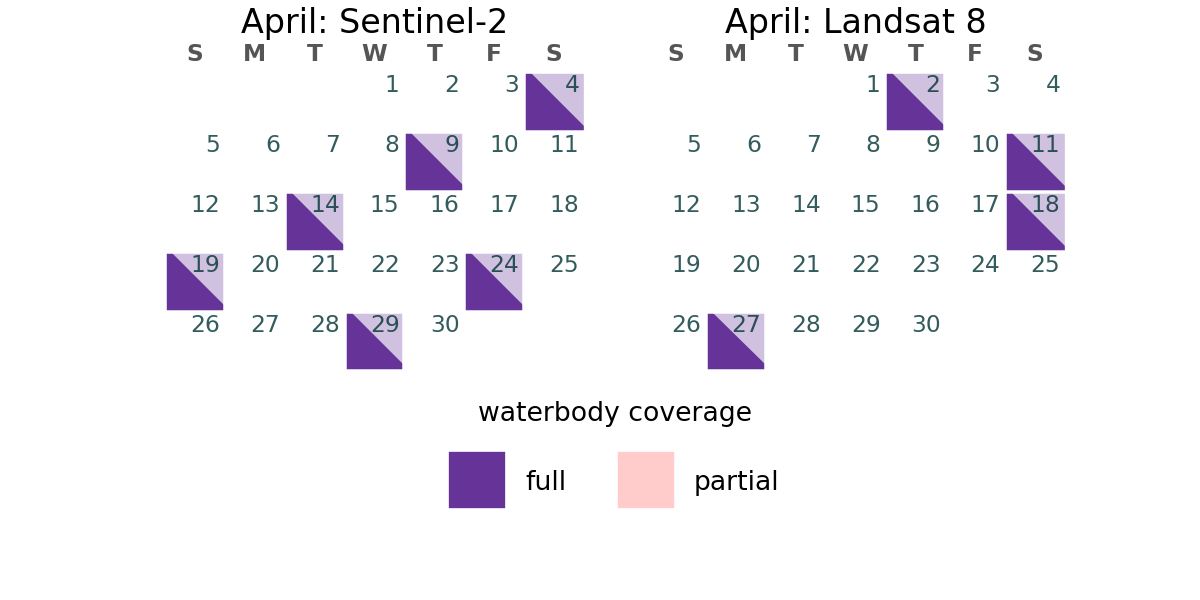 April: Sentinel-2
S M T W T F S
1 2 3 4
5 6 7 8 9 10 11
12 13 14 15 16 17 18
19 20 21 22 23 24 25
26 27 28 29 30
April: Landsat 8
S M T W T F S
1 2 3 4
5 6 7 8 9 10 11
12 13 14 15 16 17 18
19 20 21 22 23 24 25
26 27 28 29 30
waterbody coverage
full partial